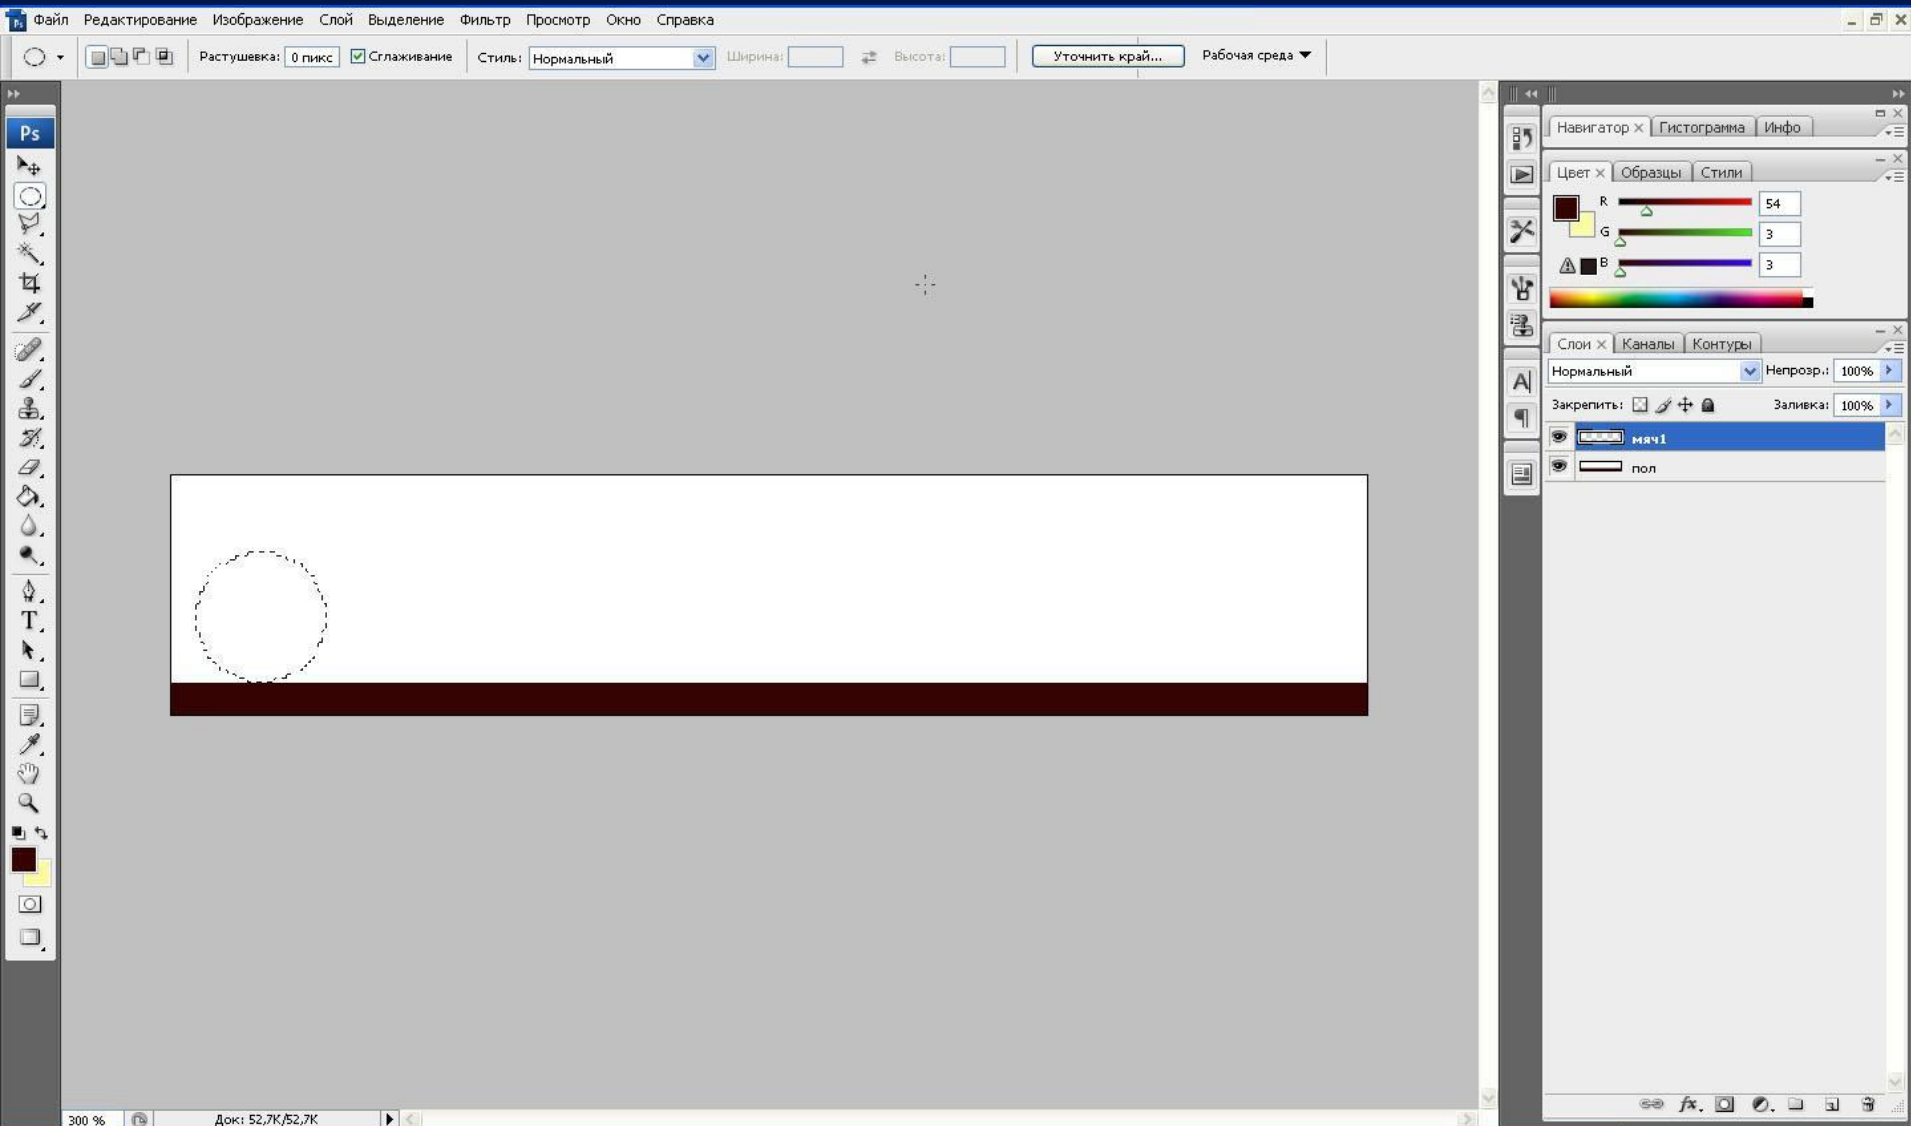 Файл Редактирование Изображение Слой Выделение Фильтр Просмотр Окно Справка
Растушевка: 0 пикс Сглаживание Стиль: Нормальный Ширина: Высота: Уточнить край... Рабочая среда
Ps
Навигатор Гистограмма Инфо
Цвет Образцы Стили
R 54
G 3
B 3
Слои Каналы Контуры
Нормальный Непрозр.: 100%
Закрепить: Заливка: 100%
мяч1
пол
300 % Док: 52,7K/52,7K